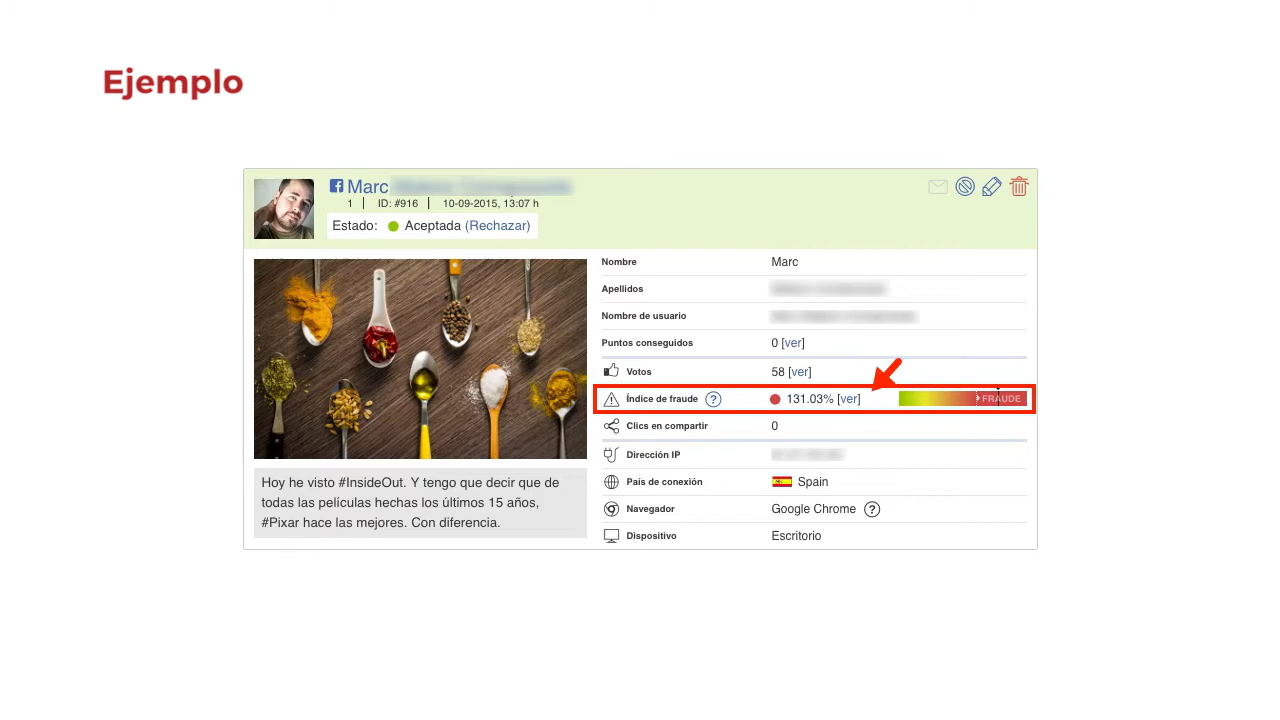 Ejemplo
Marc
1 | ID: #916 | 10-09-2015, 13:07 h
Estado: Aceptada (Rechazar)
Nombre Marc
Apellidos
Nombre de usuario
Puntos conseguidos 0 [ver]
Votos 58 [ver]
Índice de fraude ? 131.03% [ver] FRAUDE
Clics en compartir 0
Dirección IP
País de conexión Spain
Navegador Google Chrome ?
Dispositivo Escritorio
Hoy he visto #InsideOut. Y tengo que decir que de
todas las películas hechas los últimos 15 años,
#Pixar hace las mejores. Con diferencia.